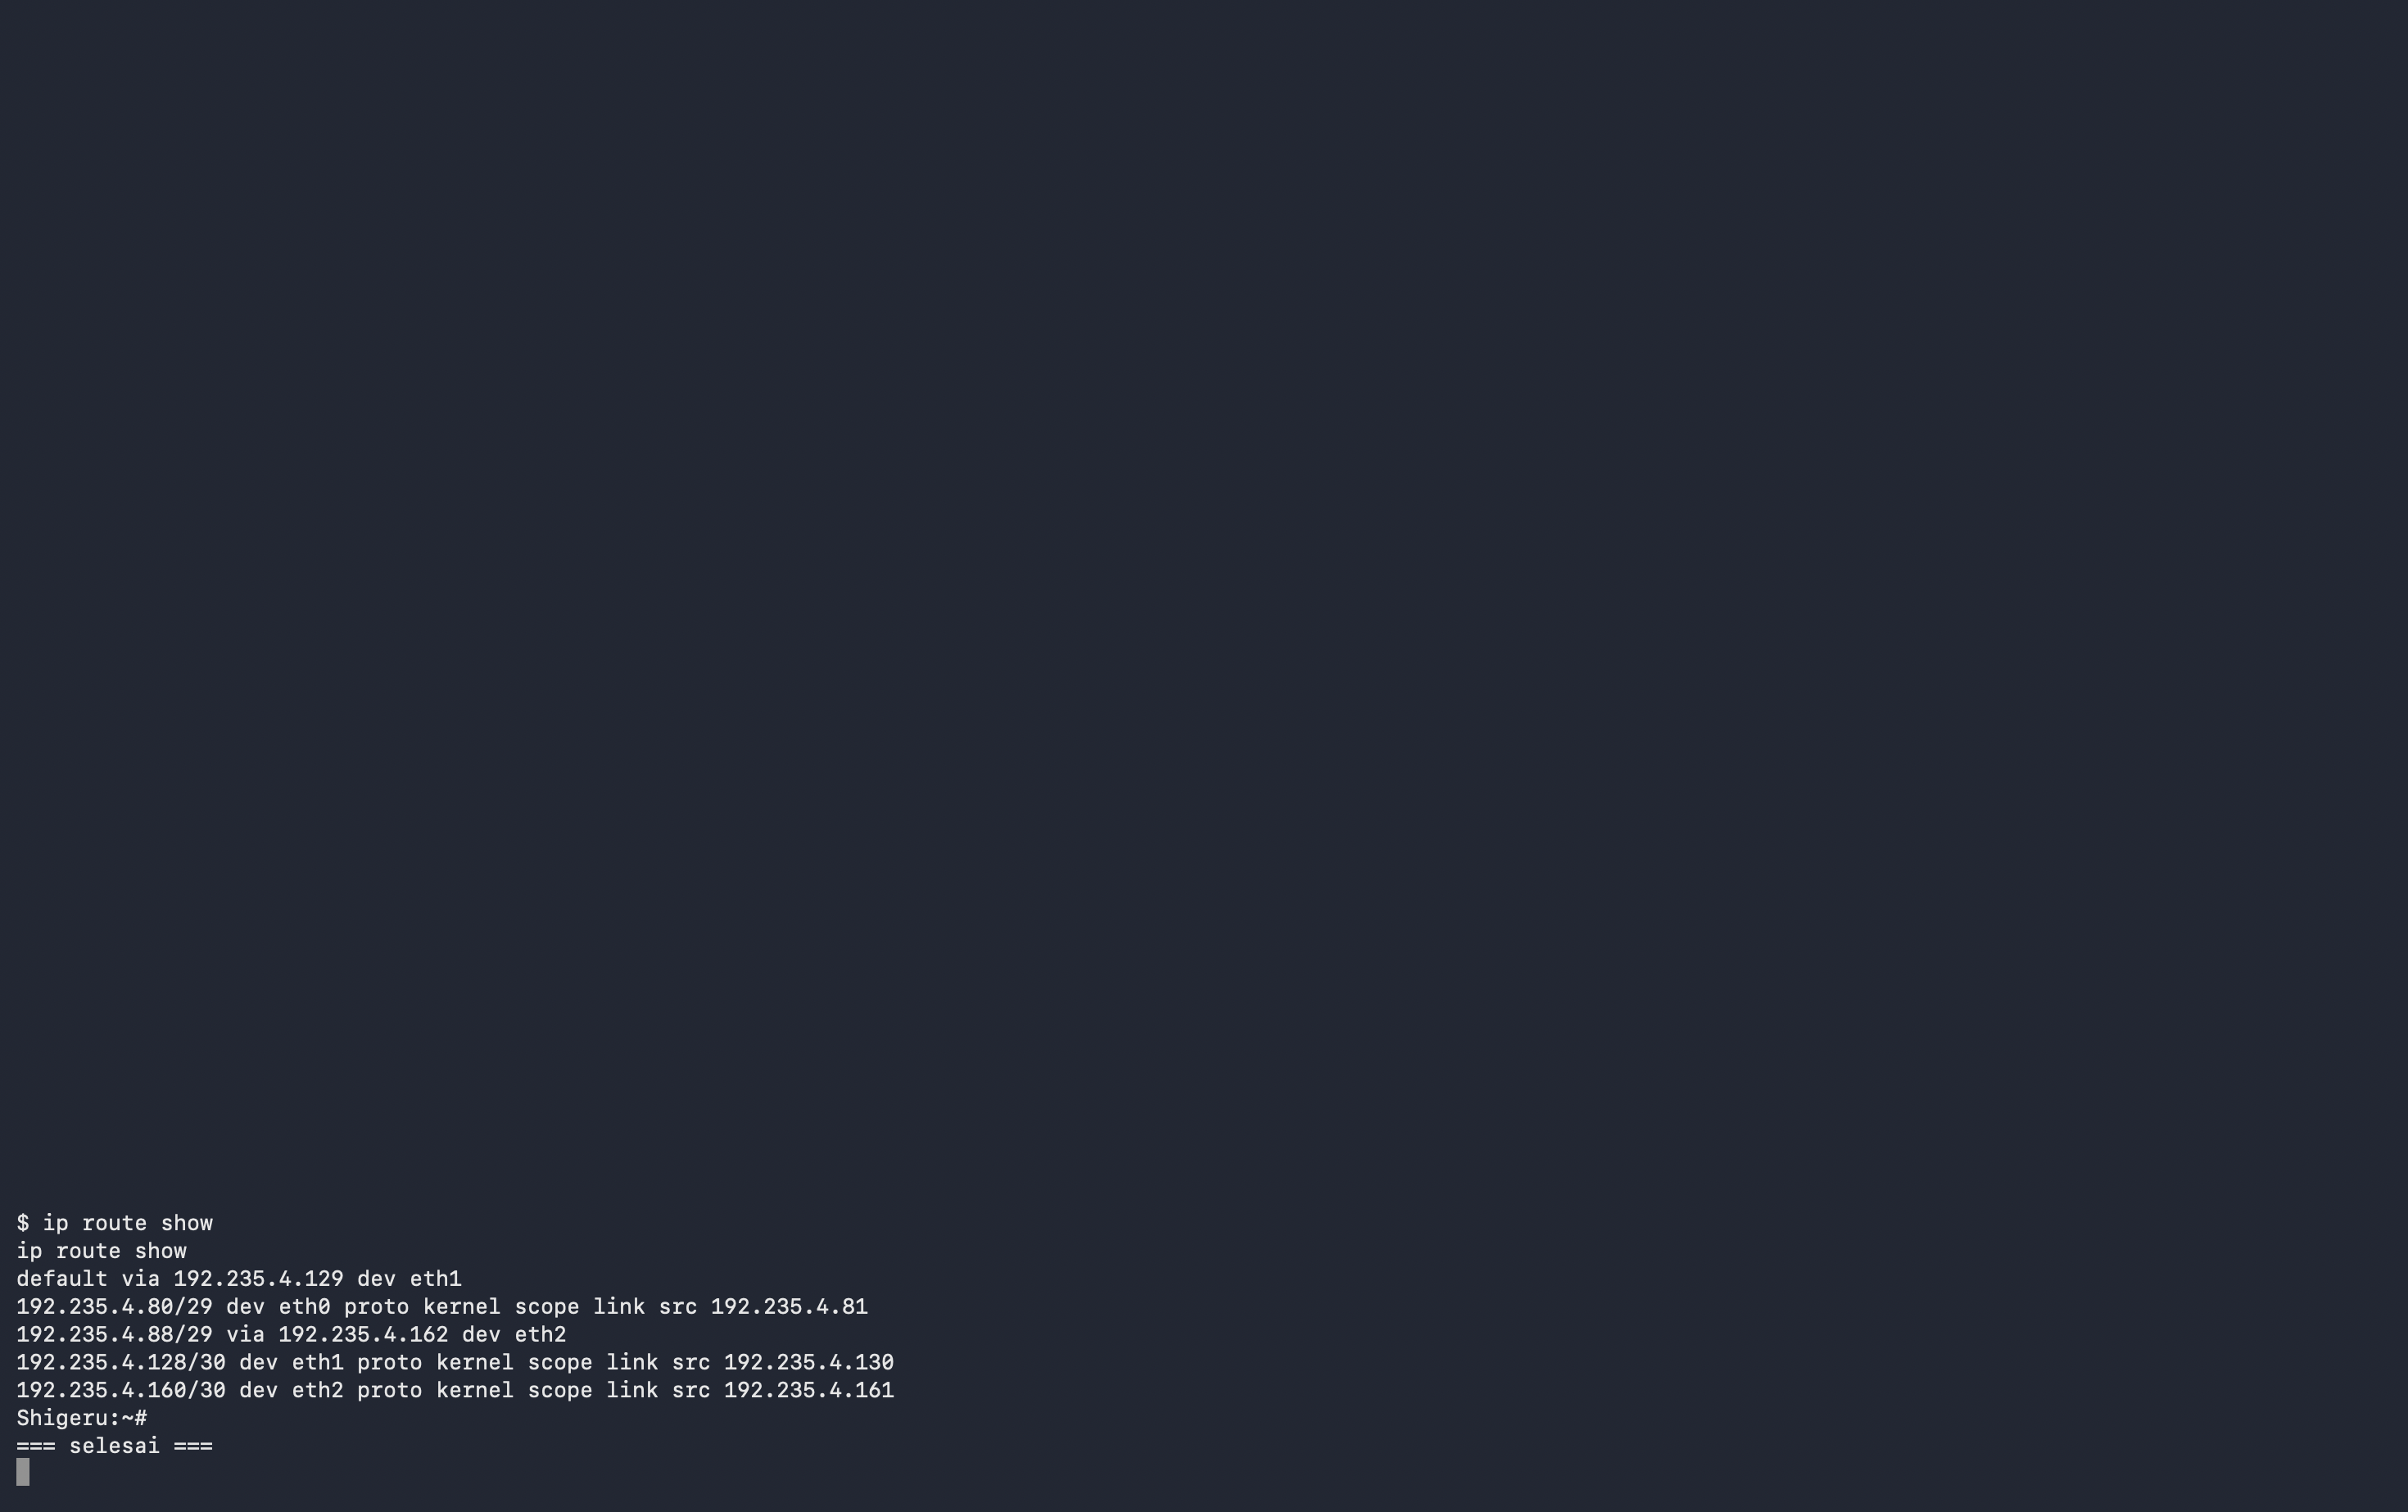 $ ip route show
ip route show
default via 192.235.4.129 dev eth1
192.235.4.80/29 dev eth0 proto kernel scope link src 192.235.4.81
192.235.4.88/29 via 192.235.4.162 dev eth2
192.235.4.128/30 dev eth1 proto kernel scope link src 192.235.4.130
192.235.4.160/30 dev eth2 proto kernel scope link src 192.235.4.161
Shigeru:~#
=== selesai ===